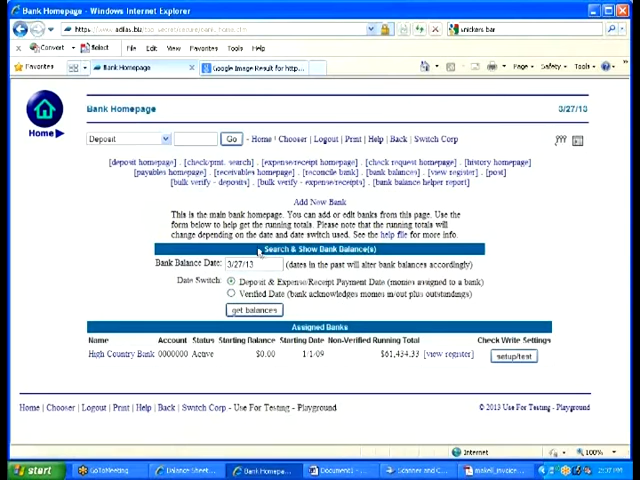 Bank Homepage - Windows Internet Explorer
Convert Select File Edit View Favorites Tools Help
snickers bar
Favorites Bank Homepage Google Image Result for http... Page Safety Tools
Bank Homepage 3/27/13
Home
Deposit Go - Home Chooser | Logout | Print | Help | Back | Switch Corp
[deposit homepage] . [check/print, search] . [expense/receipt homepage] . [check request homepage] . [history homepage]
[payables homepage] . [receivables homepage] . [reconcile bank] . [bank balances] . [view register] . [post]
[bulk verify - deposits] . [bulk verify - expense/receipts] . [bank balance helper report]
Add New Bank
This is the main bank homepage. You can add or edit banks from this page. Use the
form below to help get the running totals. Please note that the running totals will
change depending on the date and date switch used. See the help file for more info.
Search & Show Bank Balance(s)
Bank Balance Date: 3/27/13 (dates in the past will alter bank balances accordingly)
Date Switch: Deposit & Expense/Receipt Payment Date (monies assigned to a bank)
Verified Date (bank acknowledges monies in/out plus outstandings)
get balances
Assigned Banks
Name Account Status Starting Balance Starting Date Non-Verified Running Total Check Write Settings
High Country Bank 0000000 Active $0.00 1/1/09 $61,434.33 [view register] setup/test
Home | Chooser | Logout | Print | Help | Back | Switch Corp - Use For Testing - Playground © 2013 Use For Testing - Playground
Internet 100%
start GoToMeeting Balance Sheet... Bank Homepa... Document1 - ... Scanner and C...